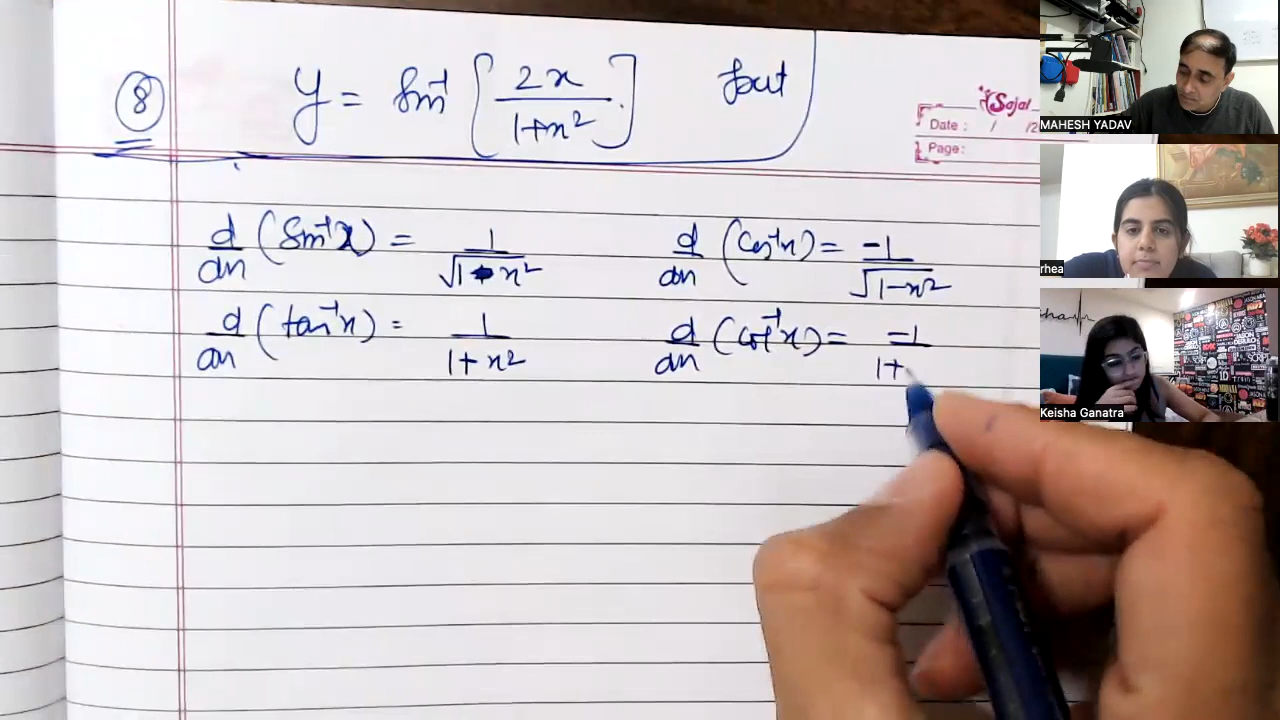 8 y = Sin⁻¹ [2x / 1+x²]
Sajal
Date : / /2
Page:
d/dx (Sin⁻¹x) = 1/√1-x² d/dx (Cos⁻¹x) = -1/√1-x²
d/dx (tan⁻¹x) = 1/1+x² d/dx (Cot⁻¹x) = -1/1+
MAHESH YADAV
rhea
Keisha Ganatra